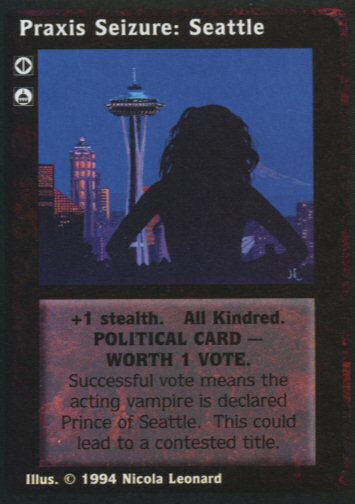 Praxis Seizure: Seattle
+1 stealth. All Kindred.
POLITICAL CARD —
WORTH 1 VOTE.
Successful vote means the
acting vampire is declared
Prince of Seattle. This could
lead to a contested title.
Illus. © 1994 Nicola Leonard